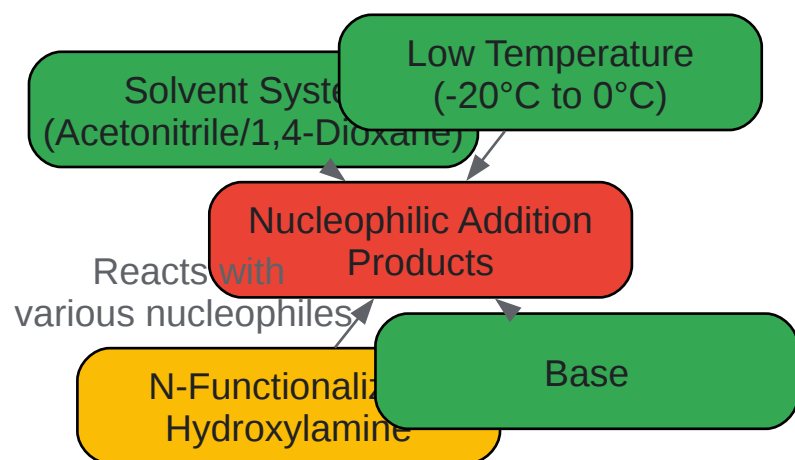 Low Temperature
(-20°C to 0°C)
Solvent Syste
(Acetonitrile/1,4-Dioxane)
Nucleophilic Addition
Products
Reacts with
various nucleophiles
N-Functionaliz
Hydroxylamine
Base